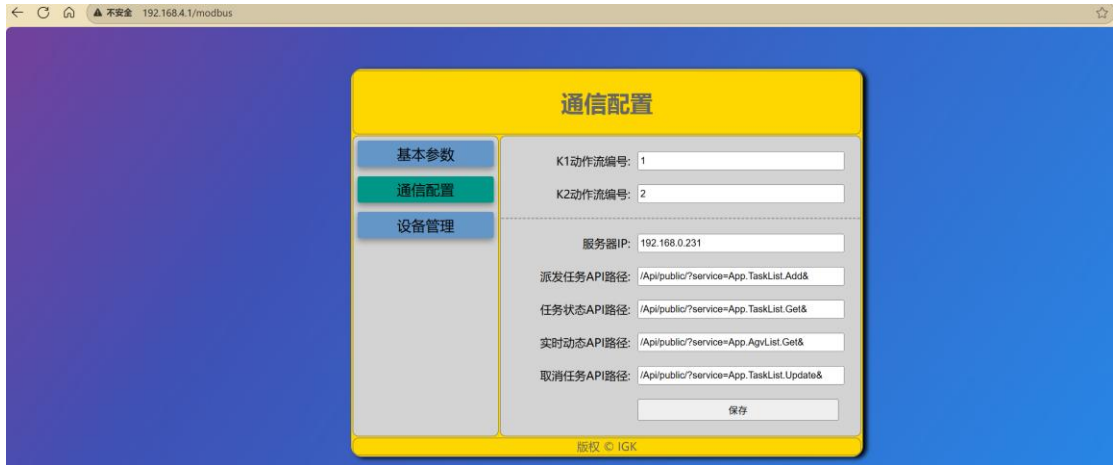 不安全 192.168.4.1/modbus
通信配置
基本参数
通信配置
设备管理
K1动作流编号: 1
K2动作流编号: 2
服务器IP: 192.168.0.231
派发任务API路径: /Api/public/?service=App.TaskList.Add&
任务状态API路径: /Api/public/?service=App.TaskList.Get&
实时动态API路径: /Api/public/?service=App.AgvList.Get&
取消任务API路径: /Api/public/?service=App.TaskList.Update&
保存
版权 © IGK